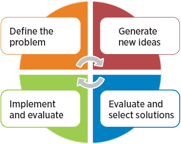 Define the
problem
Generate
new ideas
Implement
and evaluate
Evaluate and
select solutions